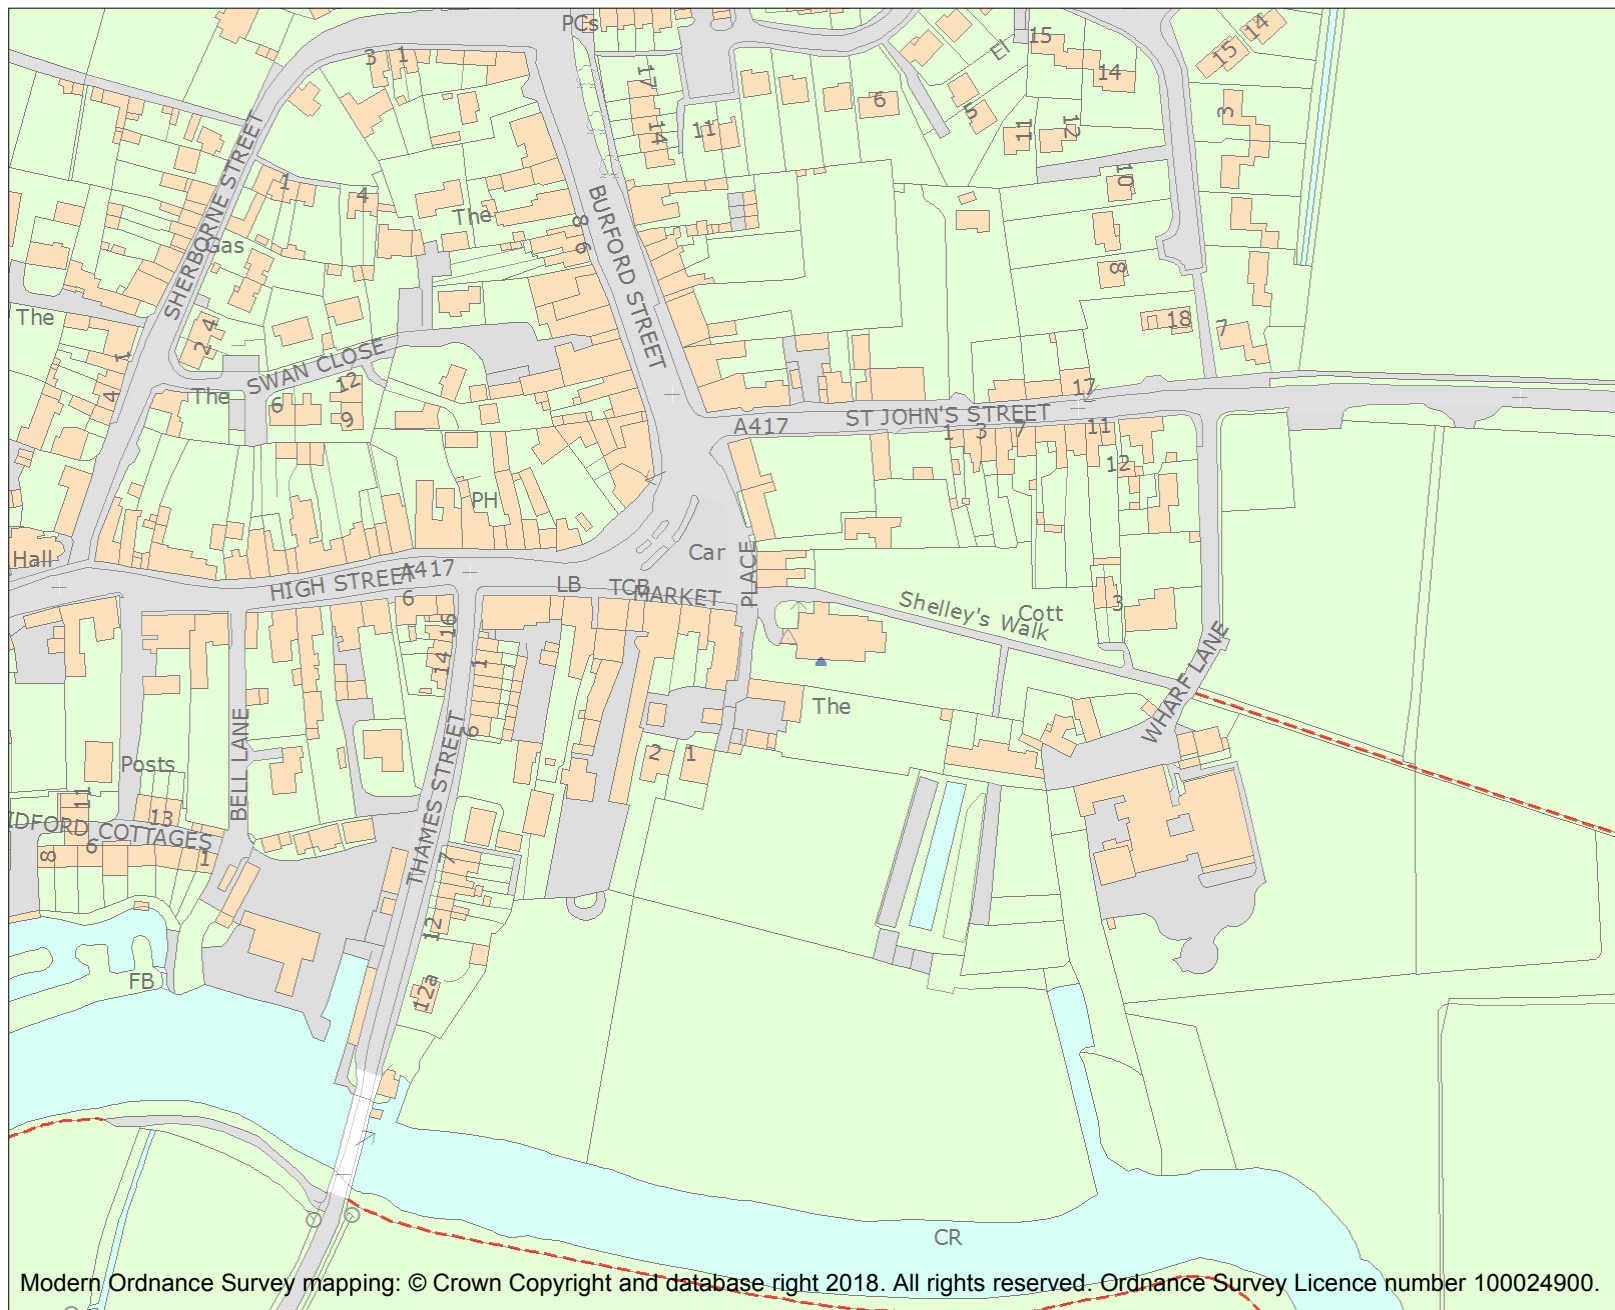 PCs
3 1
17
11
14
6
El
15
14
15
14
5
11
12
3
10
SHERBORNE STREET
1
4
The
Gas
8
6
BURFORD STREET
8
18
7
The
1
4
2
4
SWAN CLOSE
The
6
12
9
17
A417
ST JOHN'S STREET
1
3
7
11
12
PH
Hall
Car
HIGH STREET
A417
6
LB
TCB
MARKET
PLACE
Shelley's Walk
Cott
3
16
14
1
WHARF LANE
The
BELL LANE
Posts
6
2
1
THAMES STREET
11
13
IDFORD COTTAGES
8
6
1
7
12
FB
12a
CR
Modern Ordnance Survey mapping: © Crown Copyright and database right 2018. All rights reserved. Ordnance Survey Licence number 100024900.